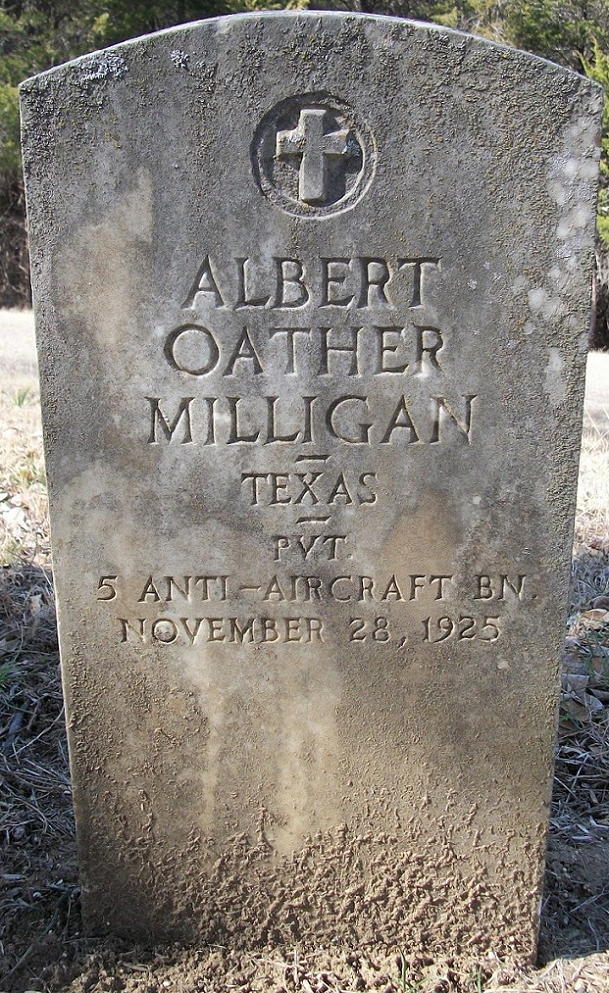 ALBERT
OATHER
MILLIGAN
—
TEXAS
—
PVT.
5 ANTI-AIRCRAFT BN.
NOVEMBER 28, 1925